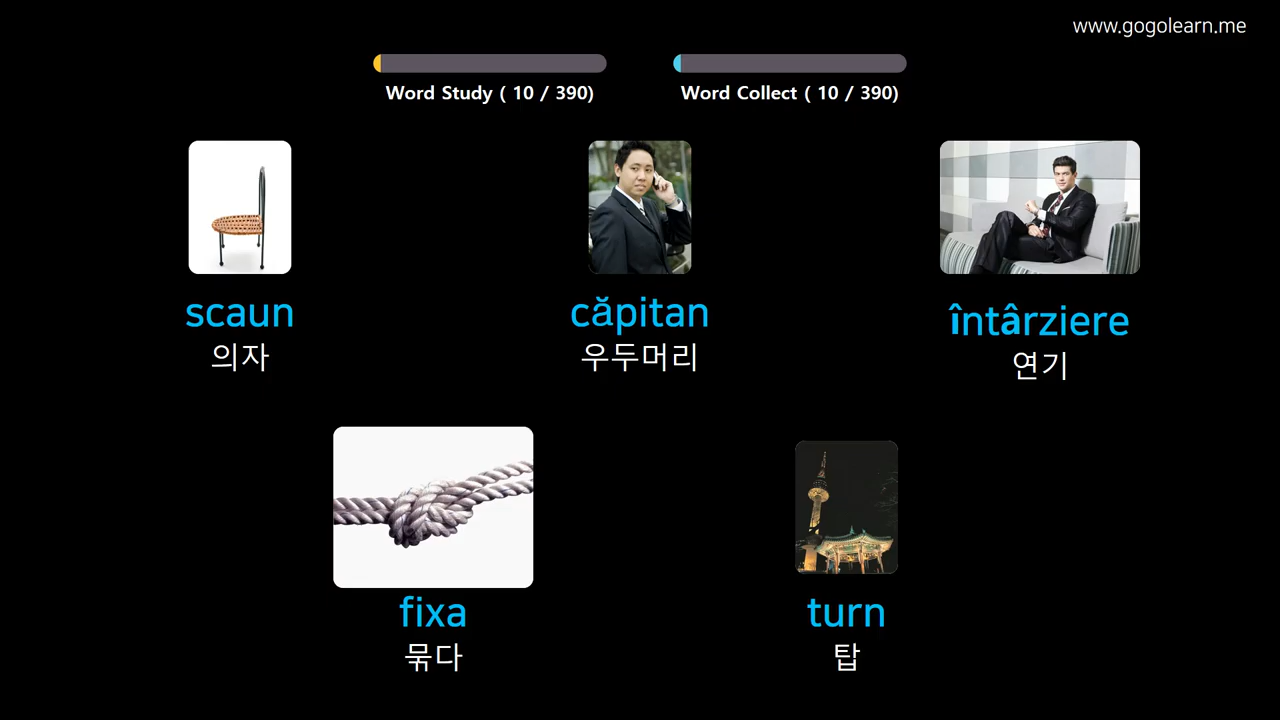 www.gogolearn.me
Word Study ( 10 / 390)
Word Collect ( 10 / 390)
scaun
의자
căpitan
우두머리
întârziere
연기
fixa
묶다
turn
탑